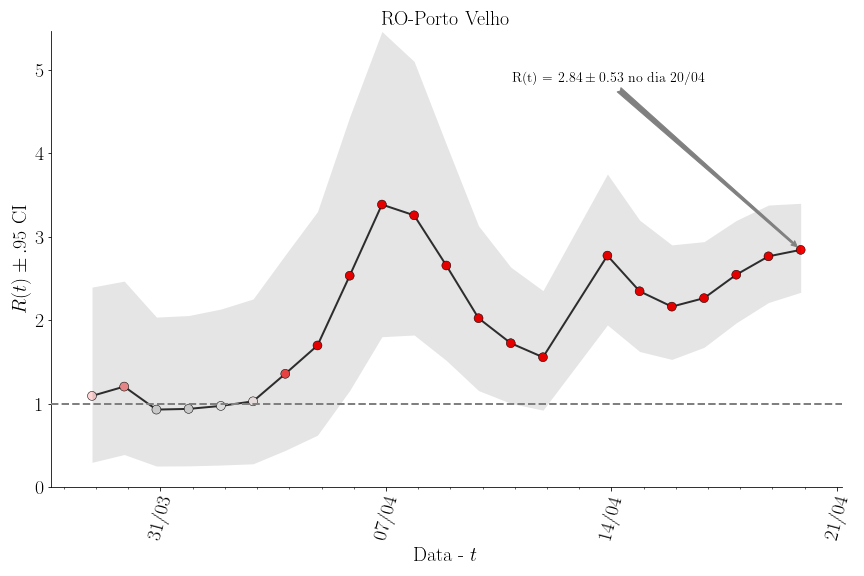 RO-Porto Velho
R(t) = 2.84 ± 0.53 no dia 20/04
R(t) ± .95 CI
5
4
3
2
1
0
31/03
07/04
14/04
21/04
Data - t